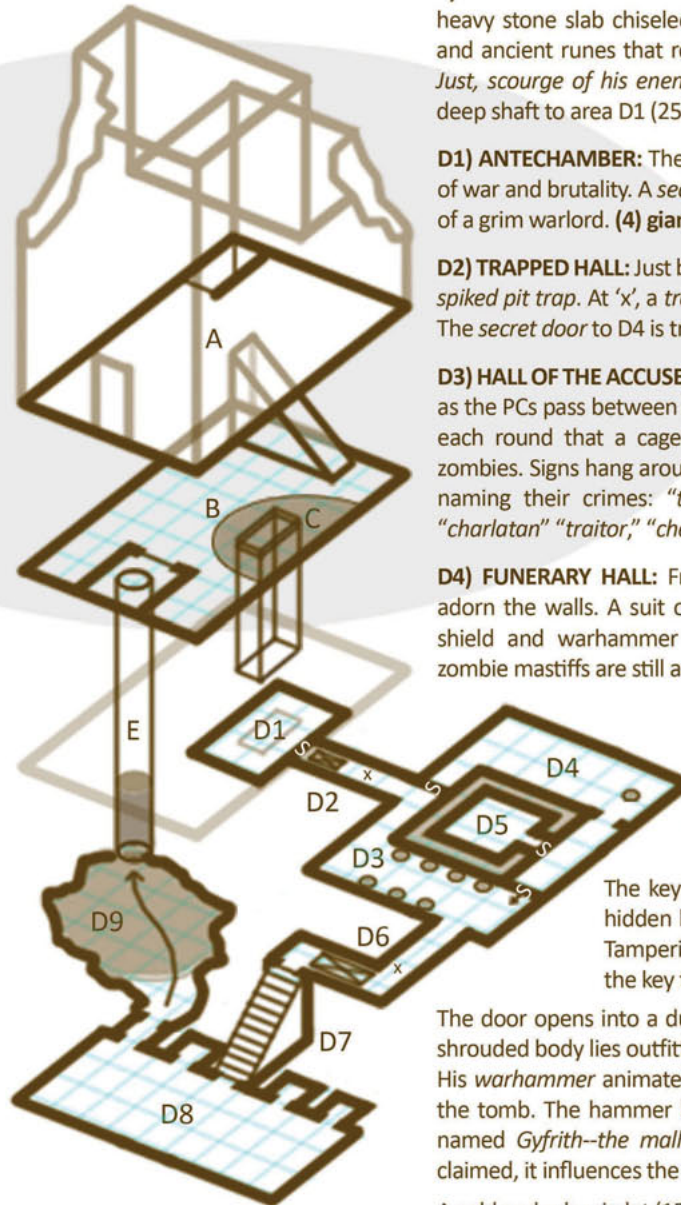 heavy stone slab chiseled
and ancient runes that re
Just, scourge of his enem
deep shaft to area D1 (25
D1) ANTECHAMBER: The
of war and brutality. A sec
of a grim warlord. (4) gian
D2) TRAPPED HALL: Just b
spiked pit trap. At ‘x’, a tr
The secret door to D4 is tr
D3) HALL OF THE ACCUSE
as the PCs pass between
each round that a cage
zombies. Signs hang arou
naming their crimes: “t
“charlatan” “traitor,” “che
D4) FUNERARY HALL: Fr
adorn the walls. A suit o
shield and warhammer
zombie mastiffs are still a
The key
hidden
Tamperi
the key
The door opens into a du
shrouded body lies outfit
His warhammer animate
the tomb. The hammer
named Gyfrith--the mall
claimed, it influences the
A
B
C
E
D1
S
x
D2
S
D4
D5
S
D3
S
D6
x
D9
D7
D8